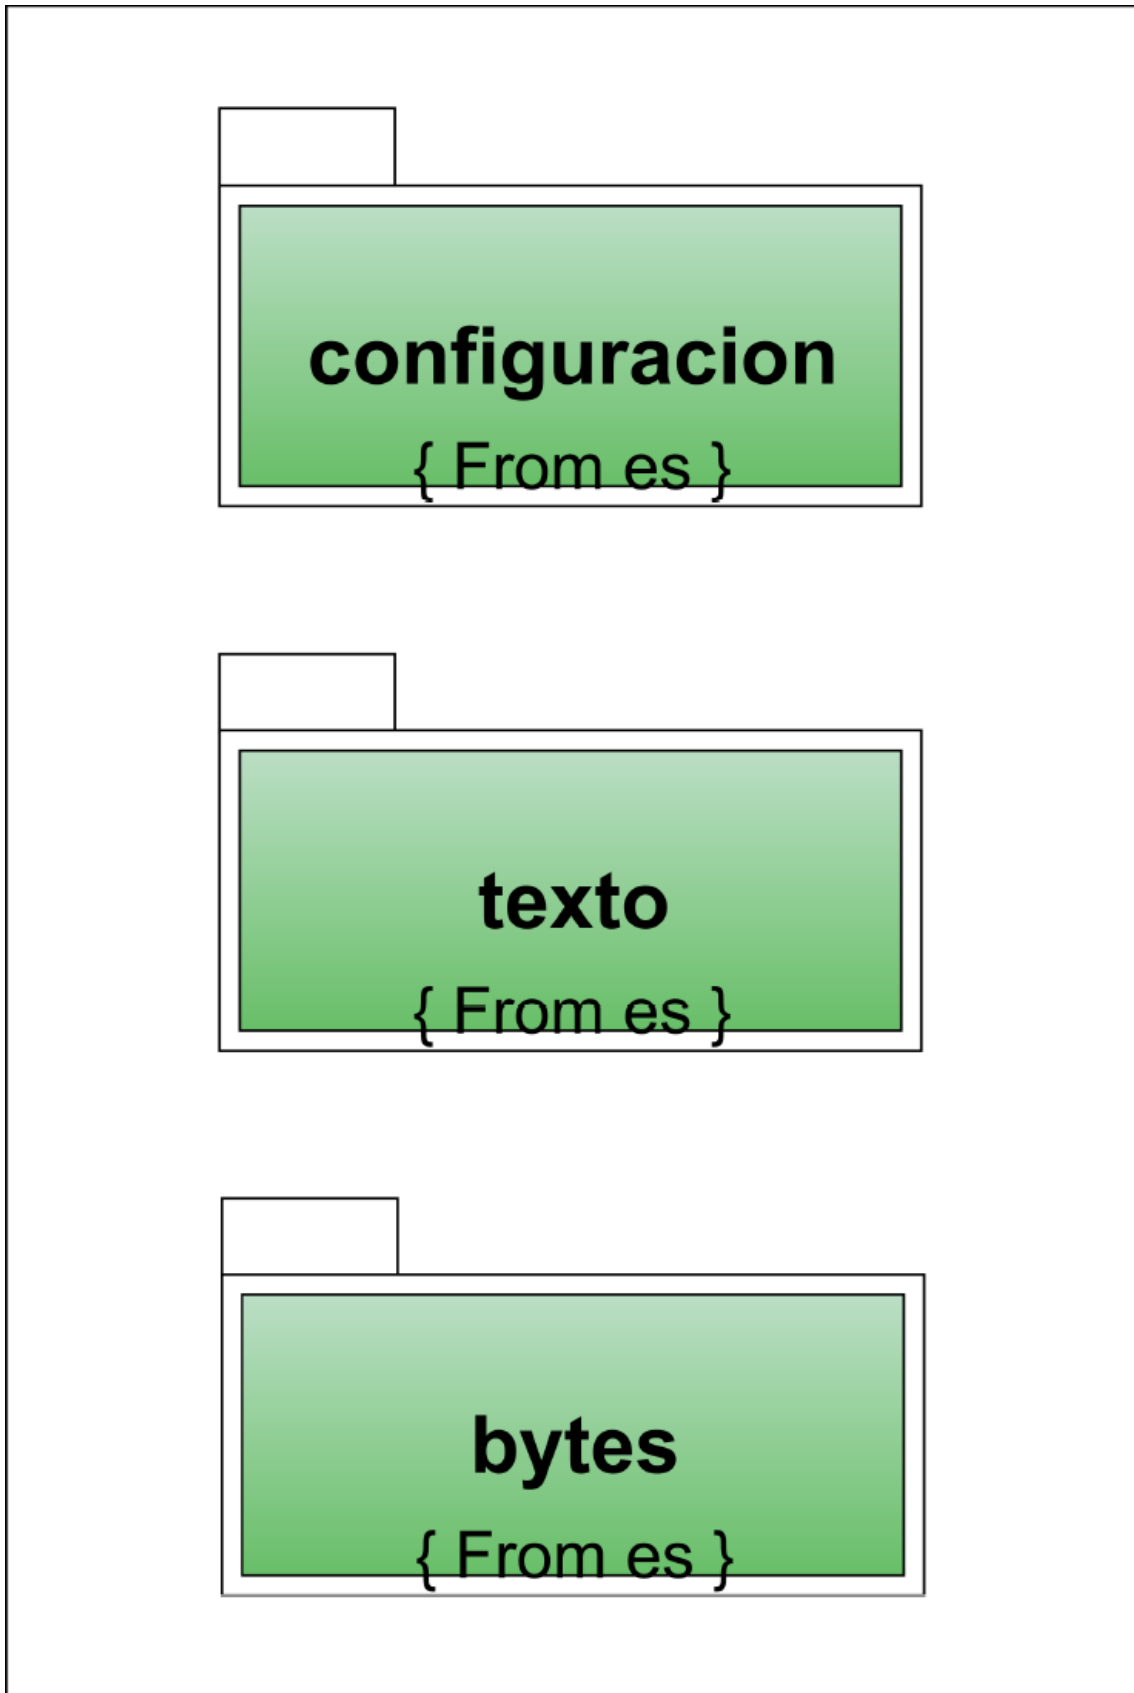 configuracion
{ From es }
texto
{ From es }
bytes
{ From es }